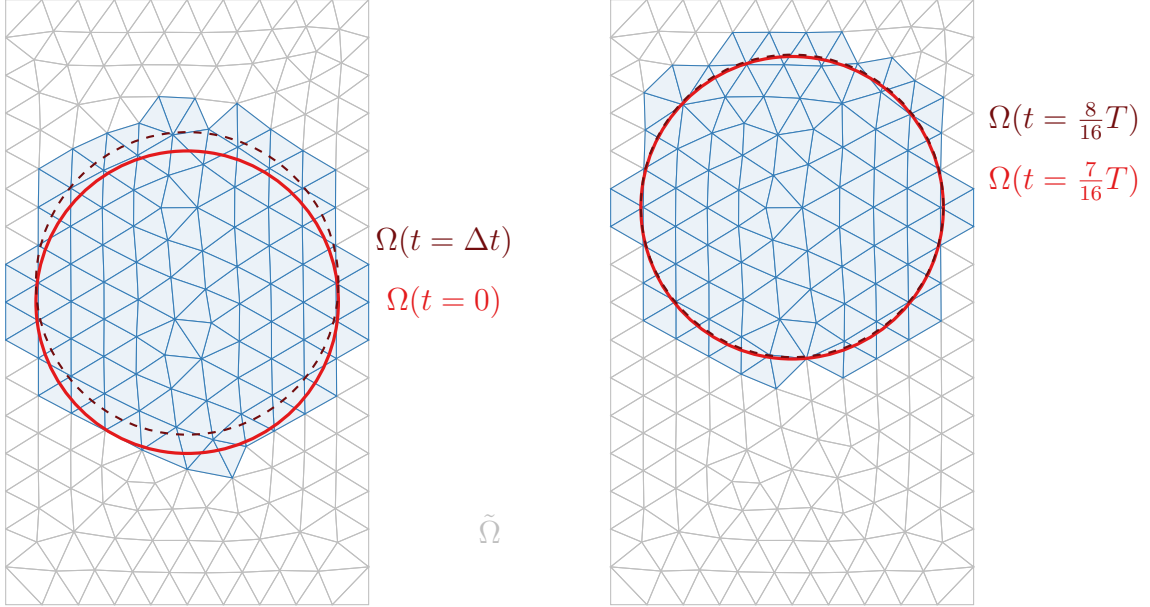 Ω(t = Δt)
Ω(t = 0)
Ω̃
Ω(t = 8/16 T)
Ω(t = 7/16 T)